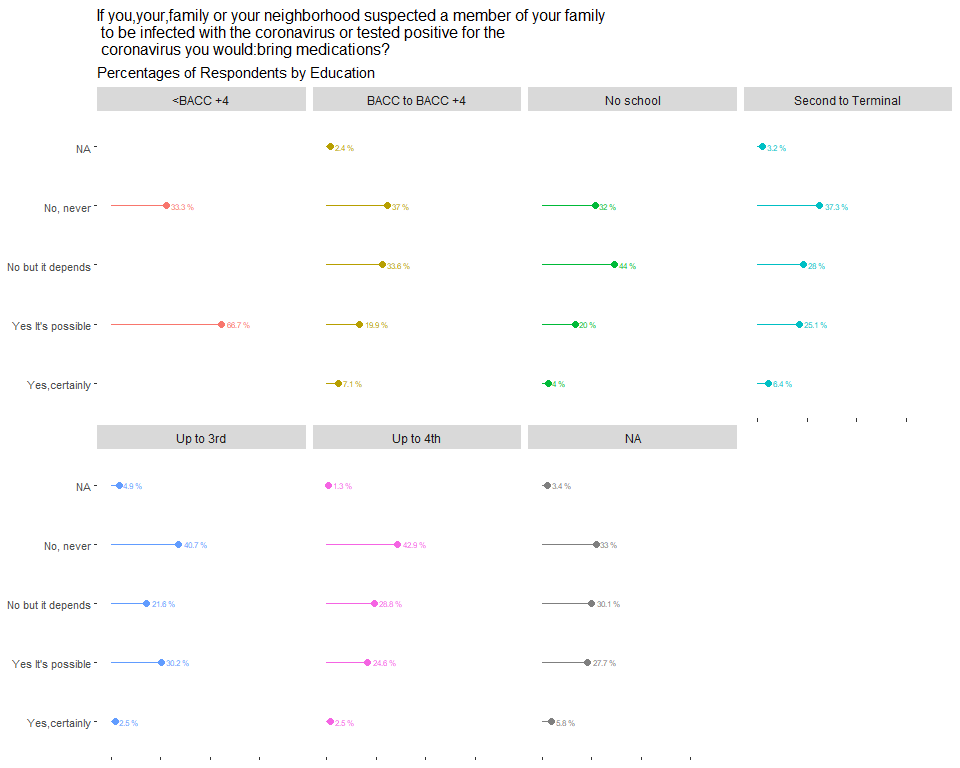 If you,your,family or your neighborhood suspected a member of your family
to be infected with the coronavirus or tested positive for the
coronavirus you would:bring medications?
Percentages of Respondents by Education
<BACC +4
BACC to BACC +4
No school
Second to Terminal
NA
2.4 %
3.2 %
No, never
33.3 %
37 %
32 %
37.3 %
No but it depends
33.6 %
44 %
28 %
Yes It's possible
66.7 %
19.9 %
20 %
25.1 %
Yes,certainly
7.1 %
4 %
6.4 %
Up to 3rd
Up to 4th
NA
NA
4.9 %
1.3 %
3.4 %
No, never
40.7 %
42.9 %
33 %
No but it depends
21.6 %
28.8 %
30.1 %
Yes It's possible
30.2 %
24.6 %
27.7 %
Yes,certainly
2.5 %
2.5 %
5.8 %